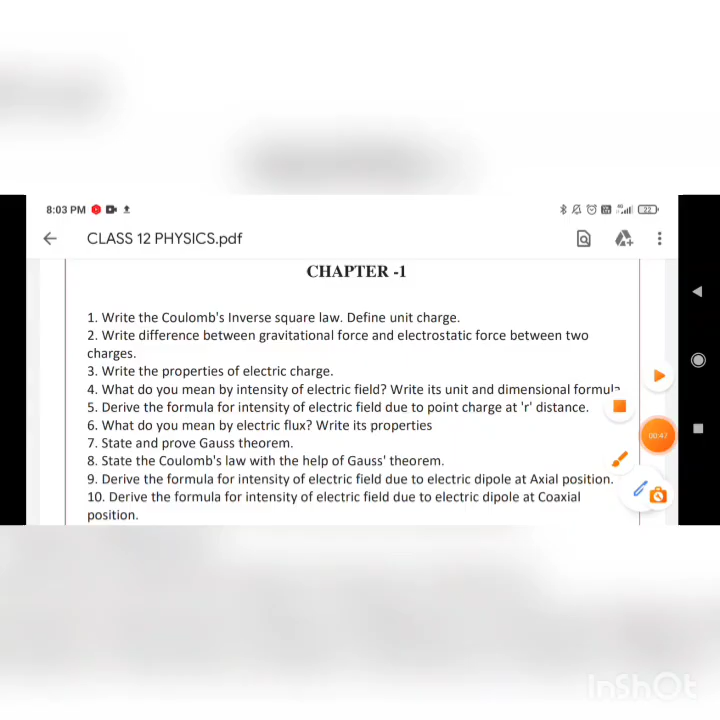 8:03 PM
22
CLASS 12 PHYSICS.pdf
CHAPTER -1
1. Write the Coulomb's Inverse square law. Define unit charge.
2. Write difference between gravitational force and electrostatic force between two
charges.
3. Write the properties of electric charge.
4. What do you mean by intensity of electric field? Write its unit and dimensional formula
5. Derive the formula for intensity of electric field due to point charge at 'r' distance.
6. What do you mean by electric flux? Write its properties
00:47
7. State and prove Gauss theorem.
8. State the Coulomb's law with the help of Gauss' theorem.
9. Derive the formula for intensity of electric field due to electric dipole at Axial position.
10. Derive the formula for intensity of electric field due to electric dipole at Coaxial
position.
InShOt